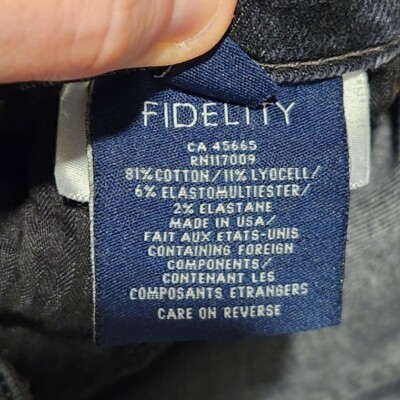 FIDELITY
CA 45665
RN117009
81%COTTON/11% LYOCELL/
6% ELASTOMULTIESTER/
2% ELASTANE
MADE IN USA/
FAIT AUX ETATS-UNIS
CONTAINING FOREIGN
COMPONENTS/
CONTENANT LES
COMPOSANTS ETRANGERS
CARE ON REVERSE